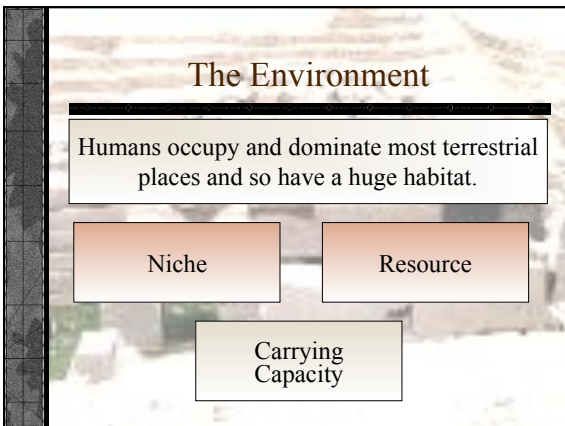 The Environment
Humans occupy and dominate most terrestrial
places and so have a huge habitat.
Niche
Resource
Carrying
Capacity